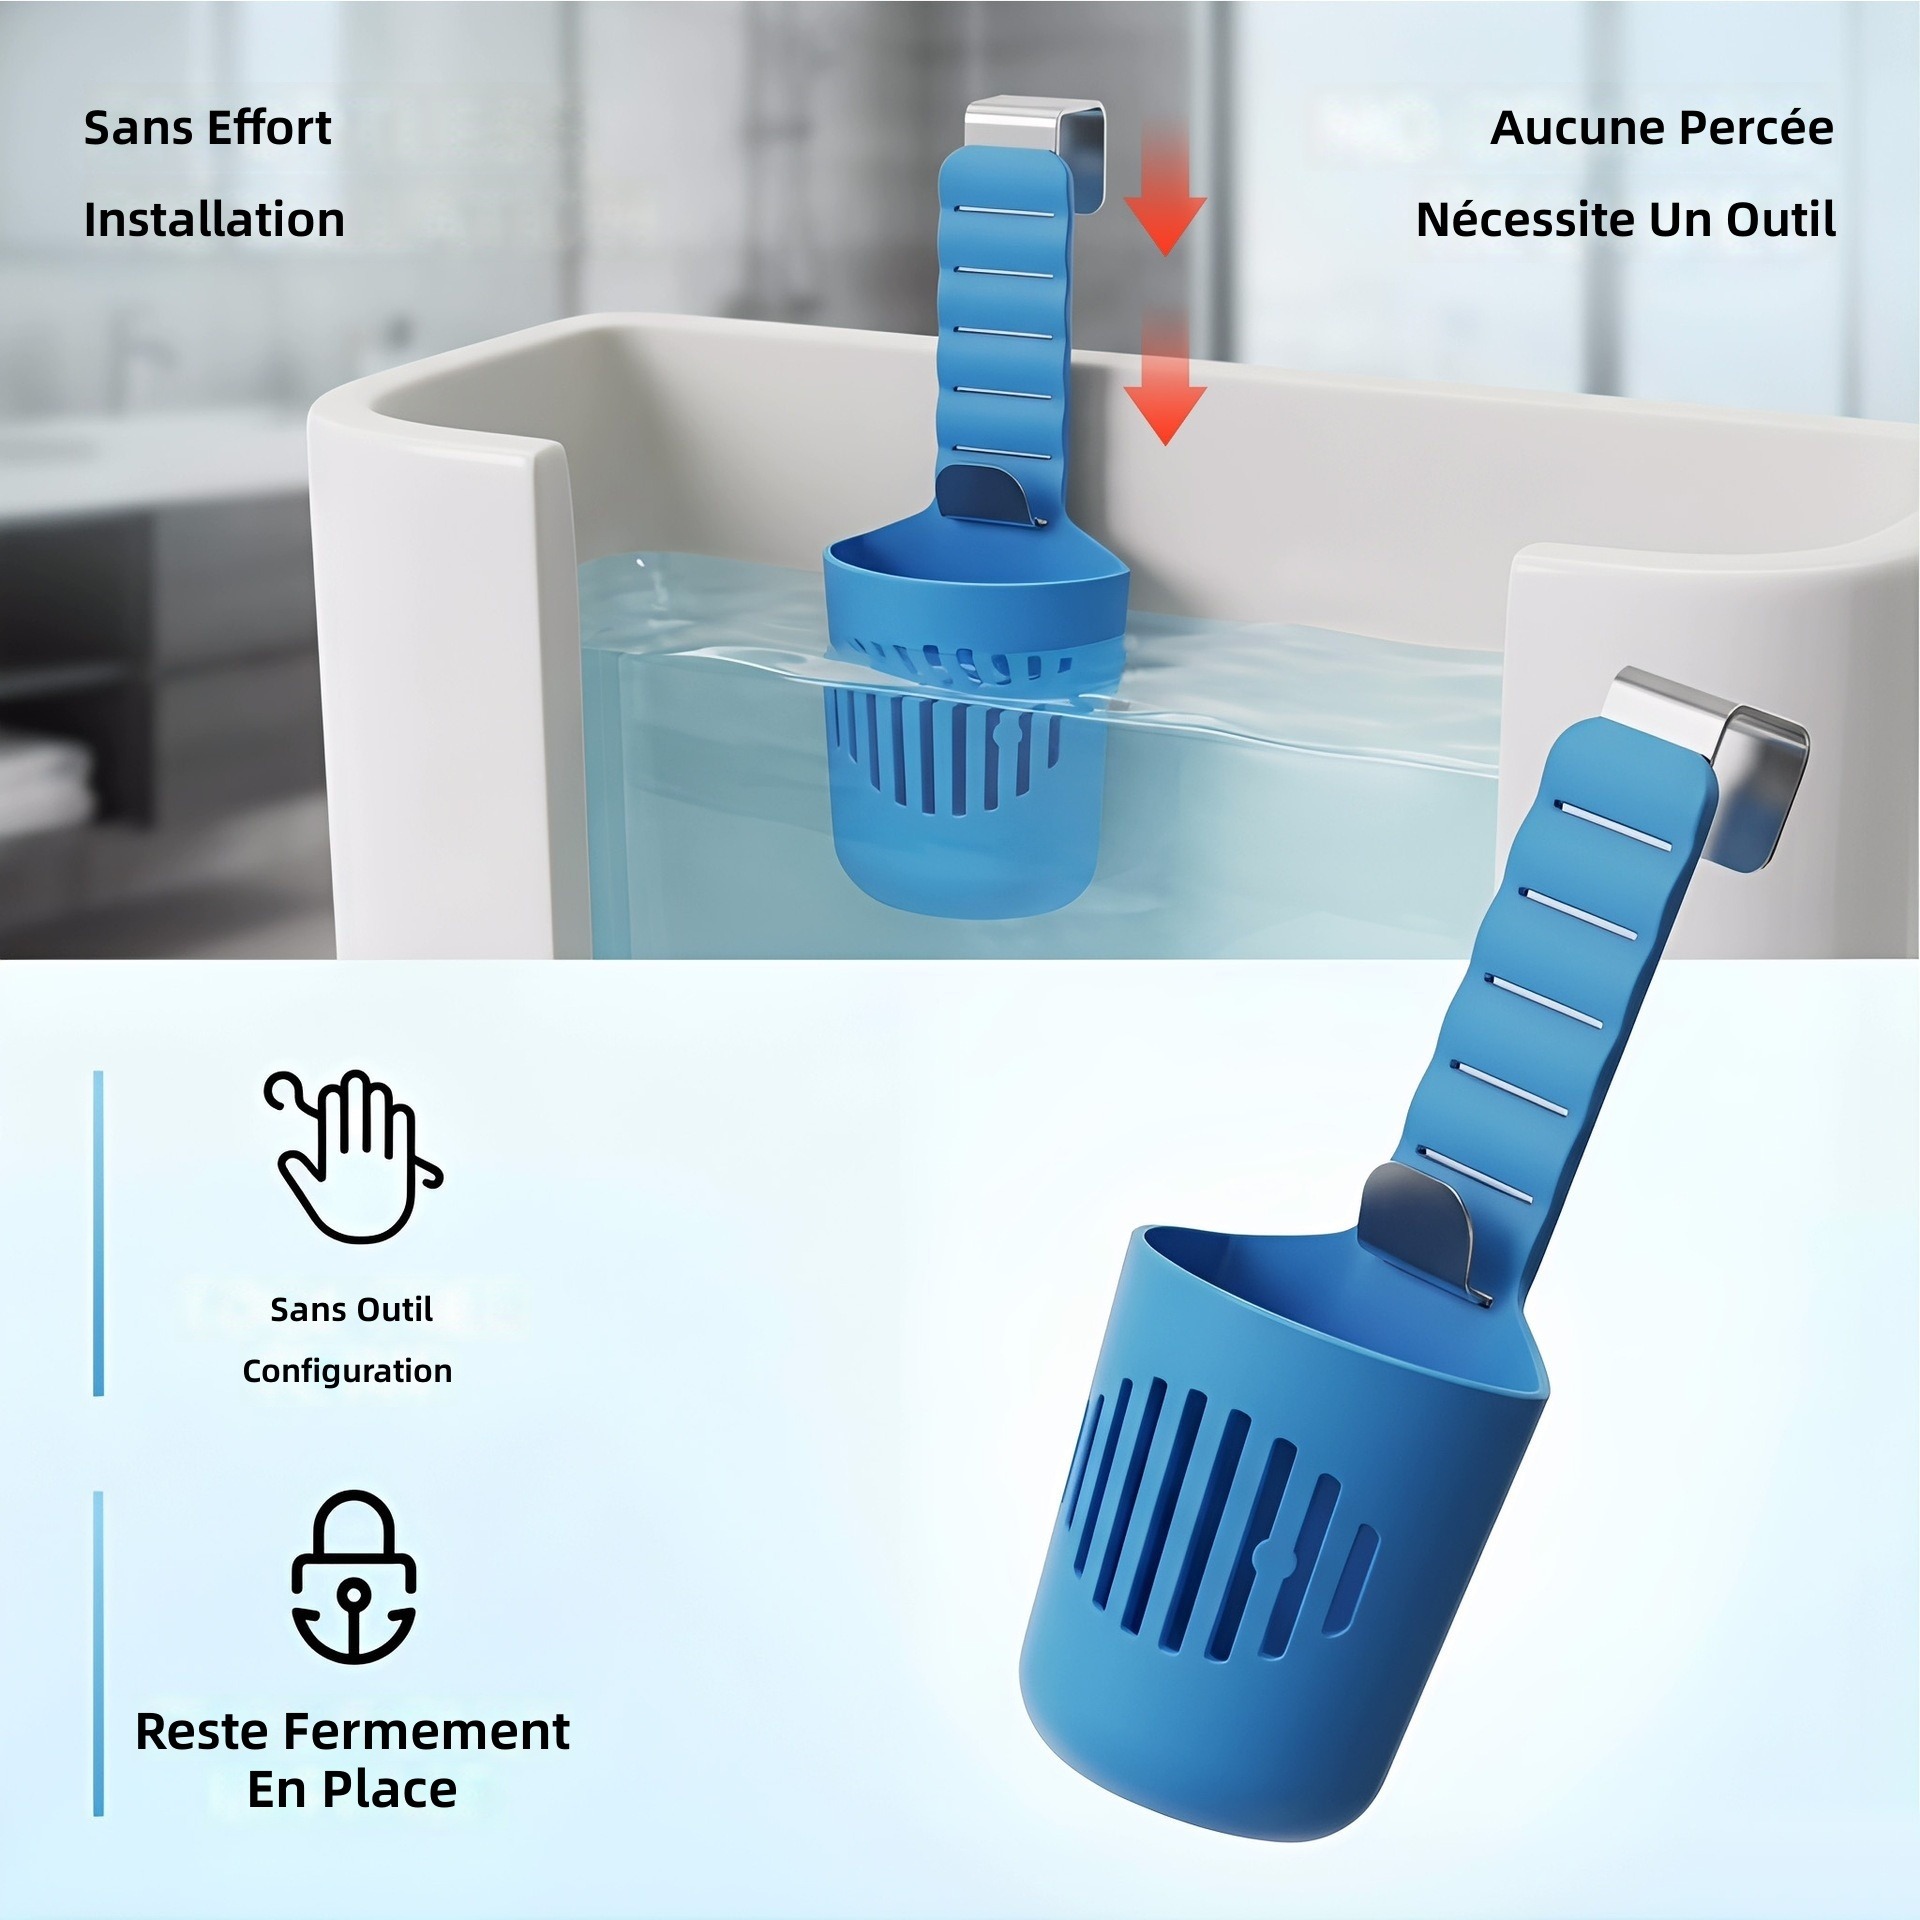 Sans Effort
Installation
Aucune Percée
Nécessite Un Outil
Sans Outil
Configuration
Reste Fermement
En Place